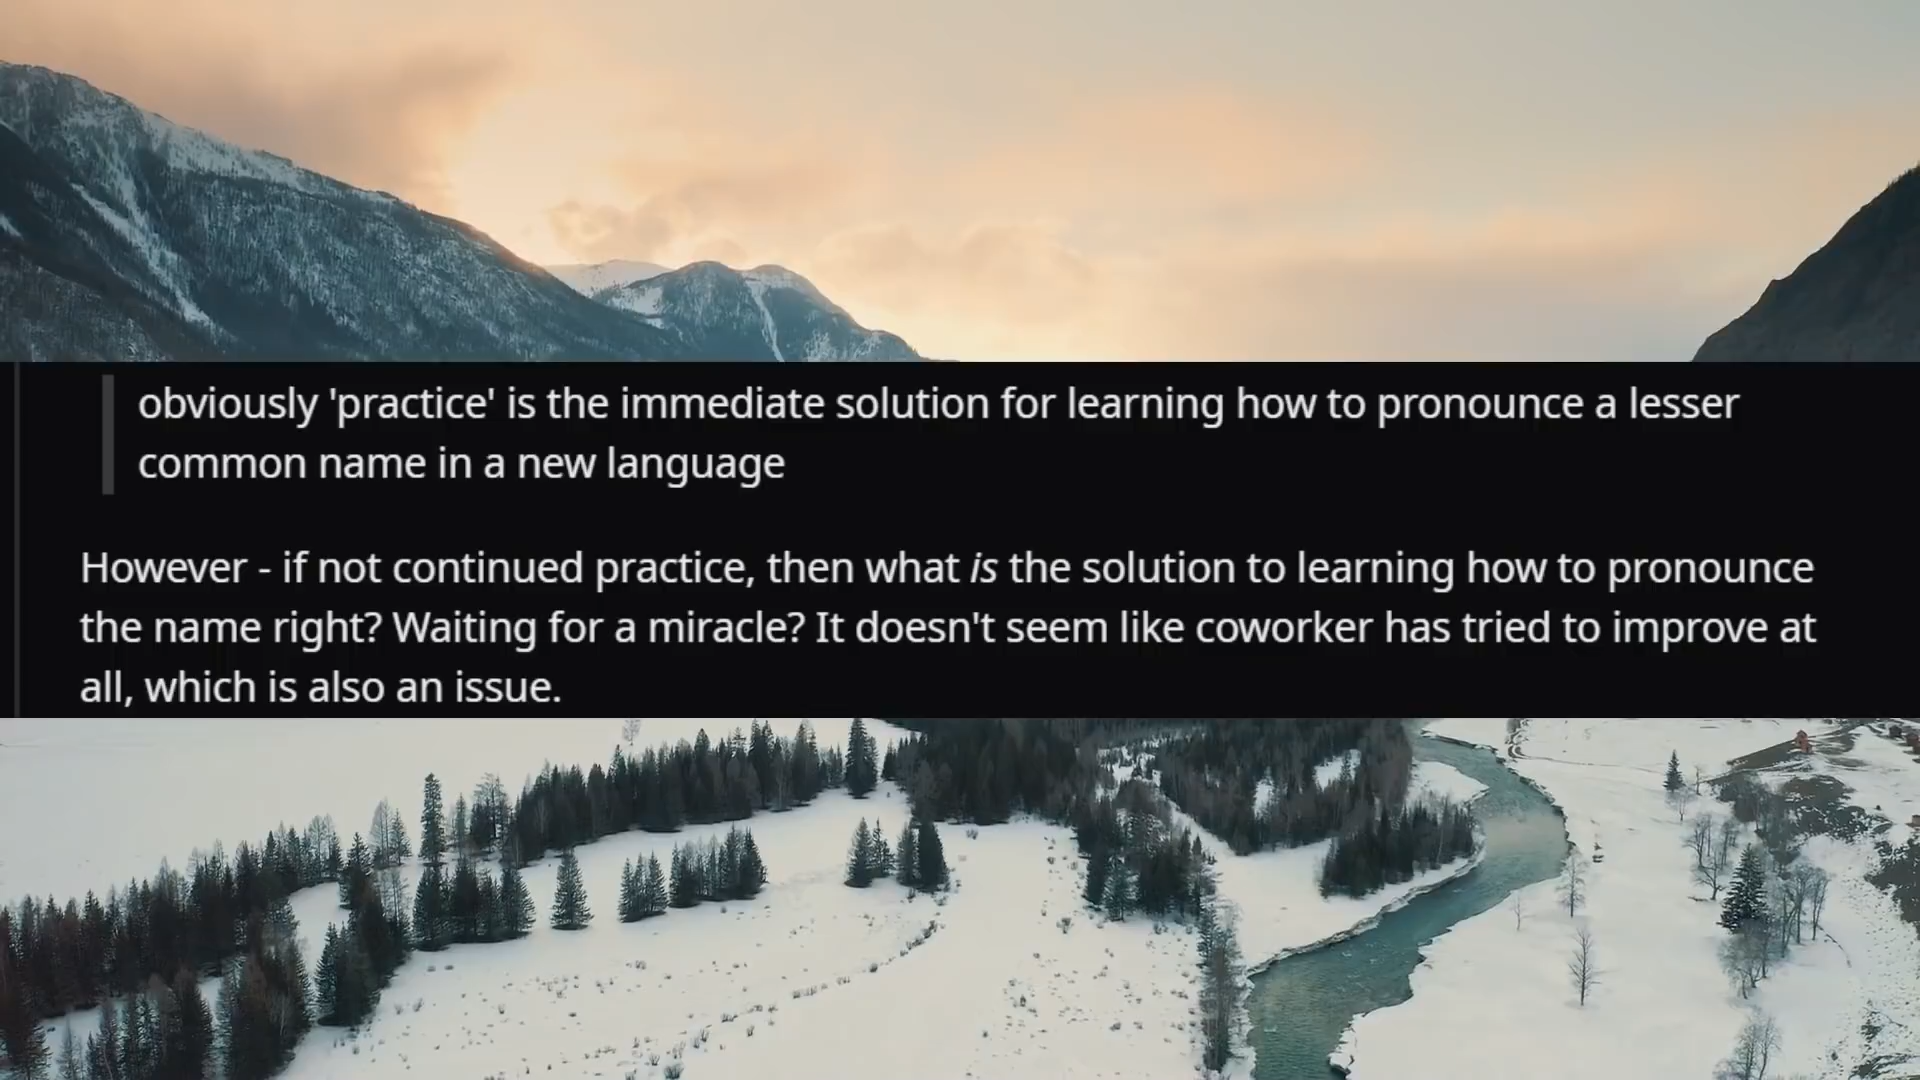 obviously 'practice' is the immediate solution for learning how to pronounce a lesser
common name in a new language
However - if not continued practice, then what is the solution to learning how to pronounce
the name right? Waiting for a miracle? It doesn't seem like coworker has tried to improve at
all, which is also an issue.